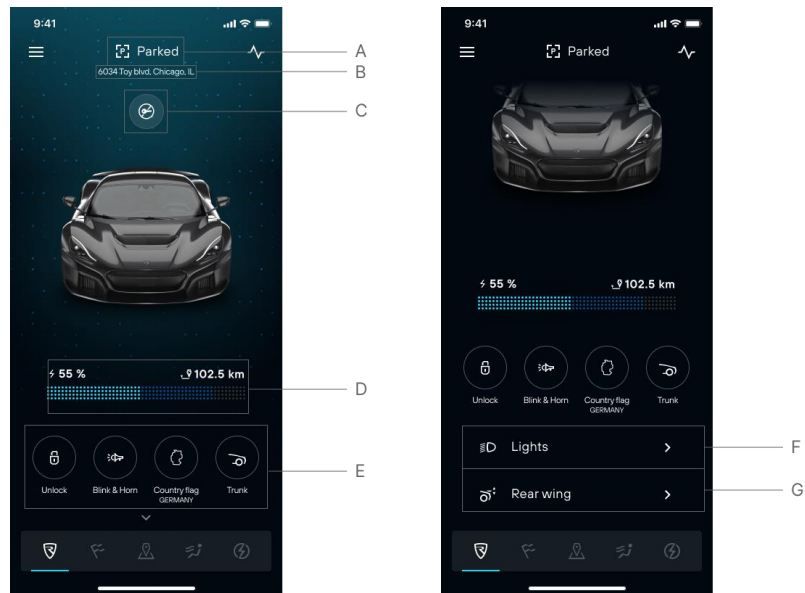 9:41
Parked
A
6034 Toy blvd, Chicago, IL
B
C
55 %
102.5 km
D
E
Unlock
Blink & Horn
Country flag
GERMANY
Trunk
9:41
Parked
55 %
102.5 km
Unlock
Blink & Horn
Country flag
GERMANY
Trunk
Lights
F
Rear wing
G